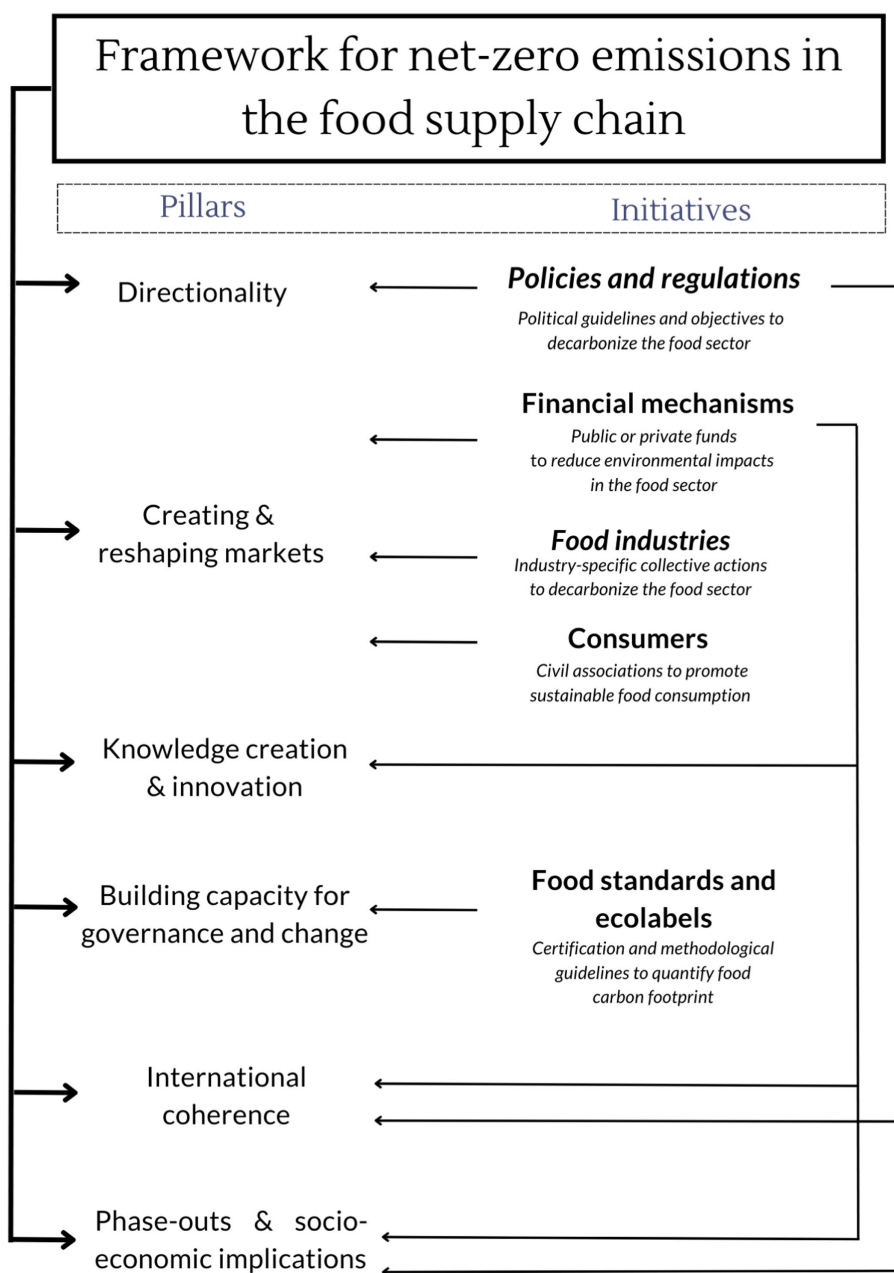 Framework for net-zero emissions in
the food supply chain
Pillars
Initiatives
Directionality
Policies and regulations
Political guidelines and objectives to
decarbonize the food sector
Financial mechanisms
Public or private funds
to reduce environmental impacts
in the food sector
Creating &
reshaping markets
Food industries
Industry-specific collective actions
to decarbonize the food sector
Consumers
Civil associations to promote
sustainable food consumption
Knowledge creation
& innovation
Building capacity for
governance and change
Food standards and
ecolabels
Certification and methodological
guidelines to quantify food
carbon footprint
International
coherence
Phase-outs & socio-
economic implications